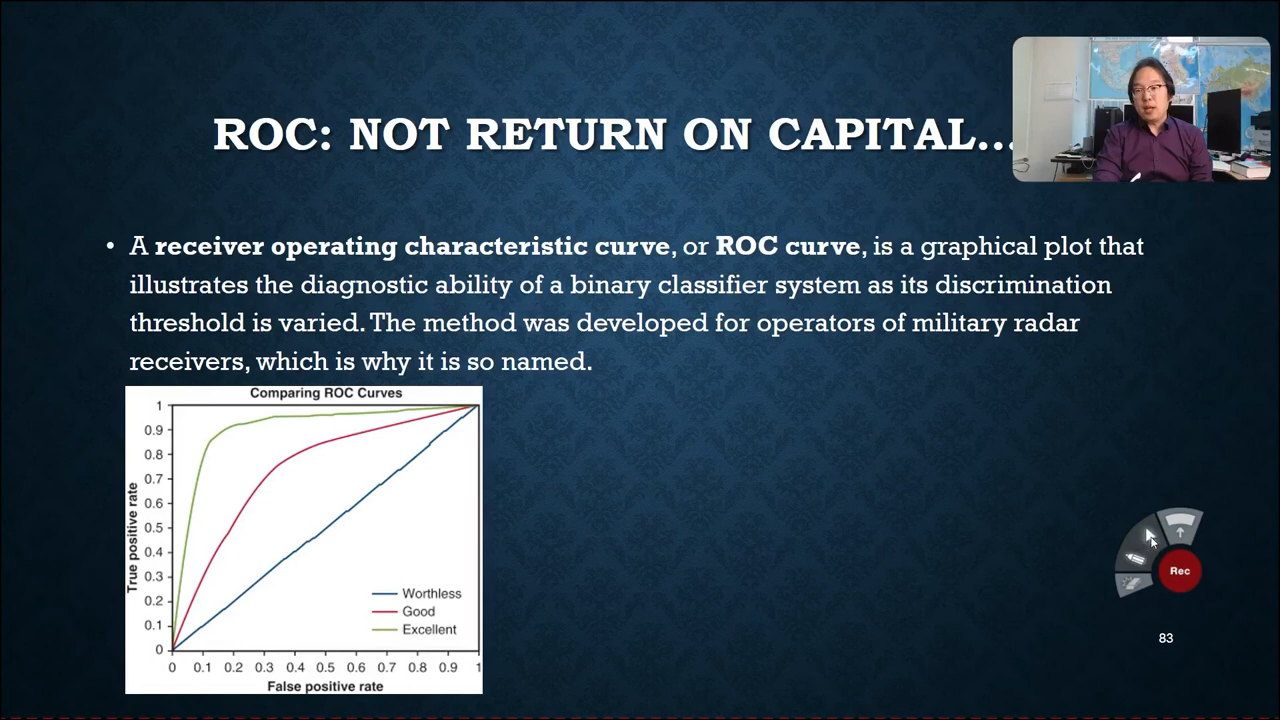 ROC: NOT RETURN ON CAPITAL...
• A receiver operating characteristic curve, or ROC curve, is a graphical plot that
illustrates the diagnostic ability of a binary classifier system as its discrimination
threshold is varied. The method was developed for operators of military radar
receivers, which is why it is so named.
Comparing ROC Curves
True positive rate
1
0.9
0.8
0.7
0.6
0.5
0.4
0.3
0.2
0.1
0
Worthless
Good
Excellent
0 0.1 0.2 0.3 0.4 0.5 0.6 0.7 0.8 0.9 1
False positive rate
Rec
83